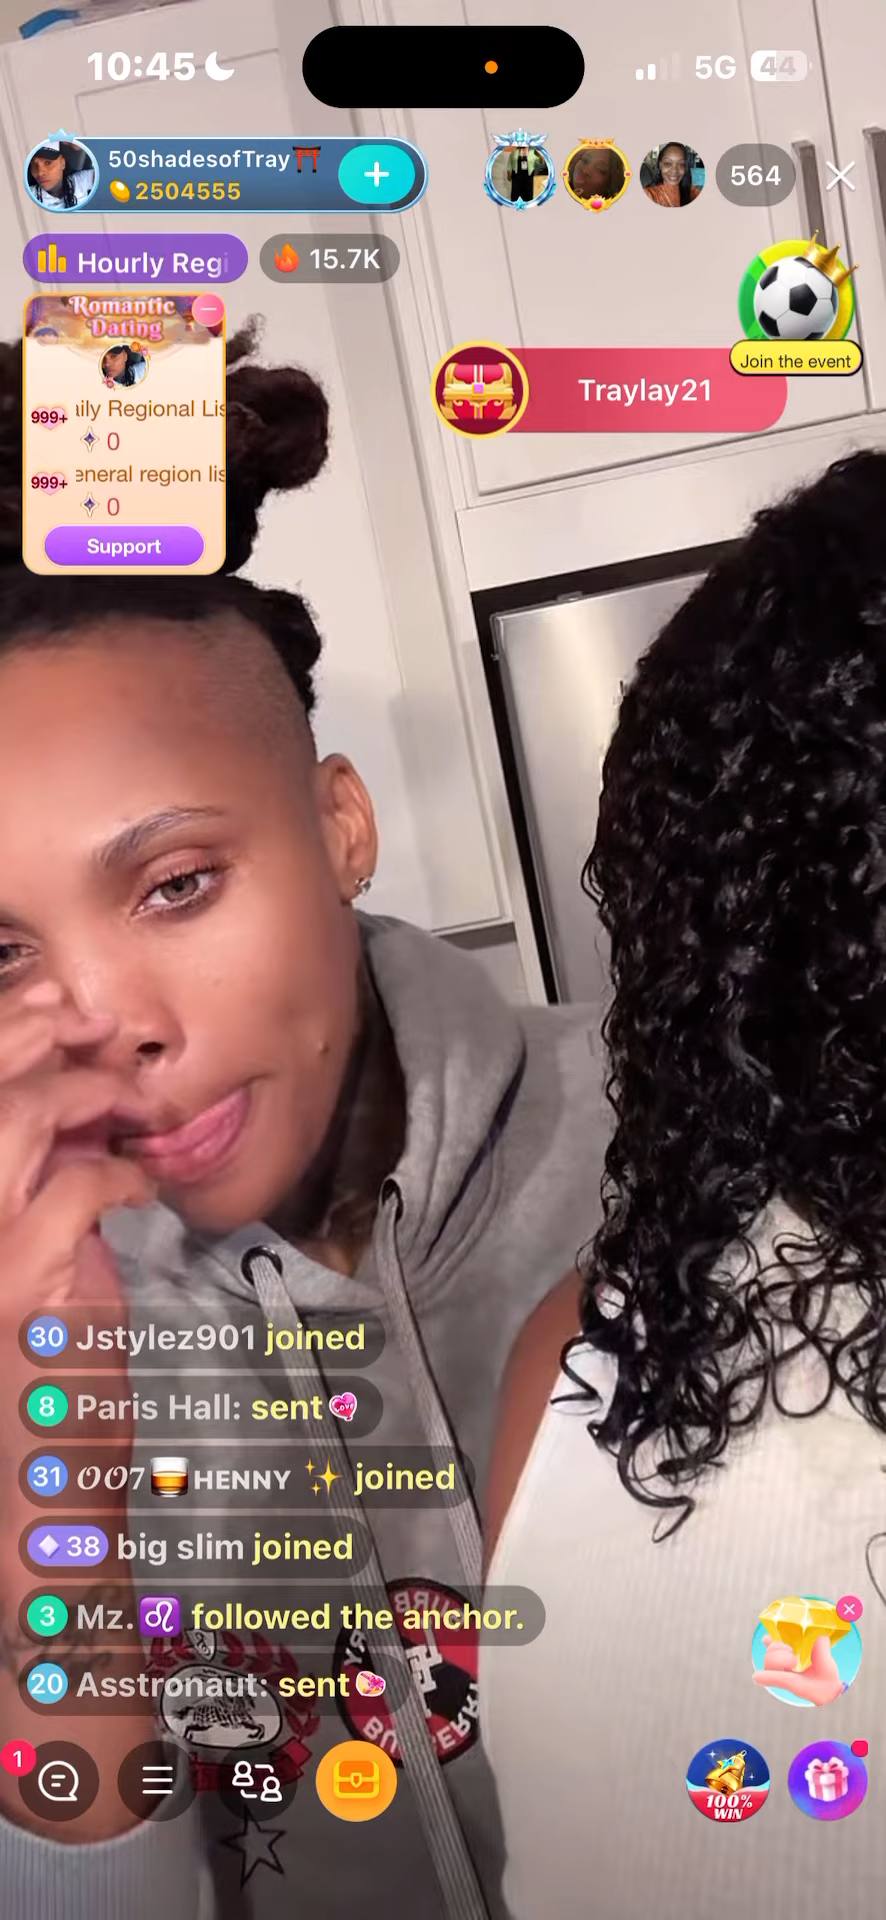 10:45
5G
44
50shadesofTray⛩️
2504555
564
Hourly Regi
15.7K
Romantic
Dating
999+ aily Regional Lis
0
999+ eneral region lis
0
Support
Join the event
Traylay21
30 Jstylez901 joined
8 Paris Hall: sent
31 𝒪𝒪7🥃ʜᴇɴɴʏ ✨ joined
38 big slim joined
3 Mz.♌ followed the anchor.
20 Asstronaut: sent
1
100%
WIN